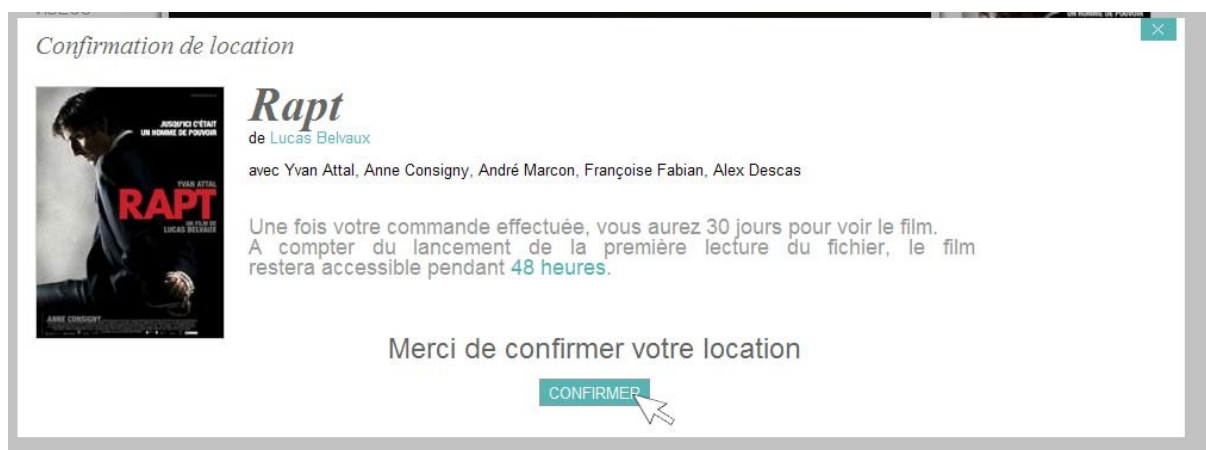 Confirmation de location
JUSQU'ICI C'ÉTAIT
UN HOMME DE POUVOIR
YVAN ATTAL
RAPT
UN FILM DE
LUCAS BELVAUX
ANNE CONSIGNY
Rapt
de Lucas Belvaux
avec Yvan Attal, Anne Consigny, André Marcon, Françoise Fabian, Alex Descas
Une fois votre commande effectuée, vous aurez 30 jours pour voir le film.
A compter du lancement de la première lecture du fichier, le film
restera accessible pendant 48 heures.
Merci de confirmer votre location
CONFIRMER